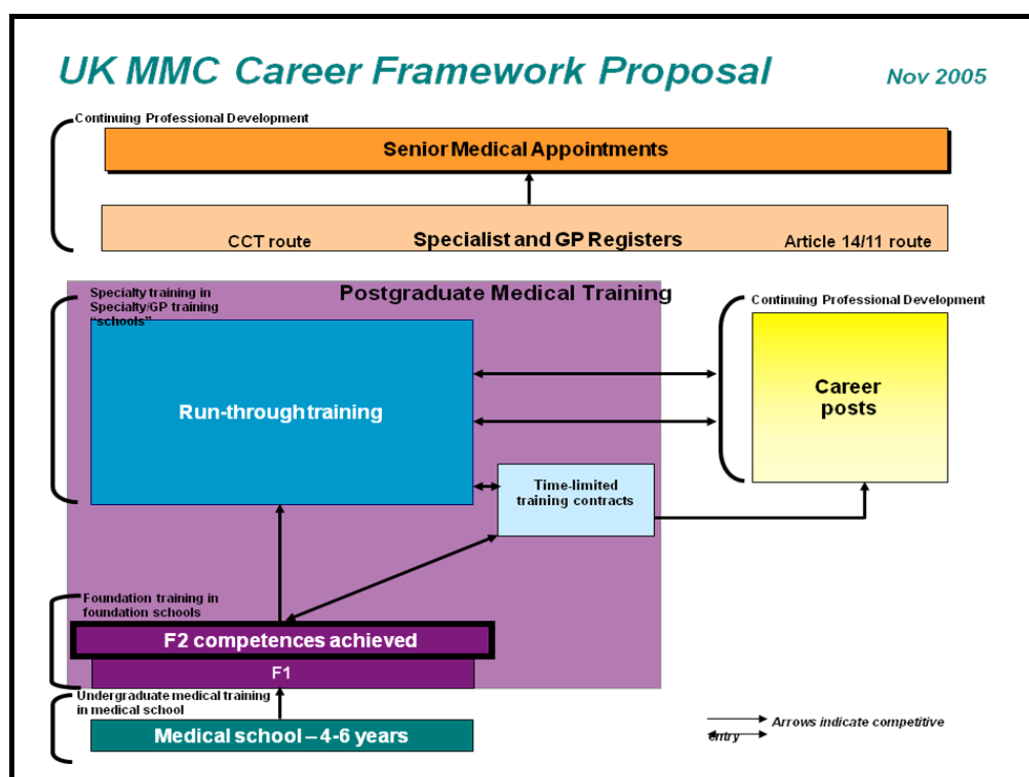 UK MMC Career Framework Proposal
Nov 2005
Continuing Professional Development
Senior Medical Appointments
CCT route
Specialist and GP Registers
Article 14/11 route
Postgraduate Medical Training
Specialty training in
Specialty/GP training
“schools”
Continuing Professional Development
Run-through training
Career
posts
Time-limited
training contracts
Foundation training in
foundation schools
F2 competences achieved
F1
Undergraduate medical training
in medical school
Medical school – 4-6 years
Arrows indicate competitive
entry